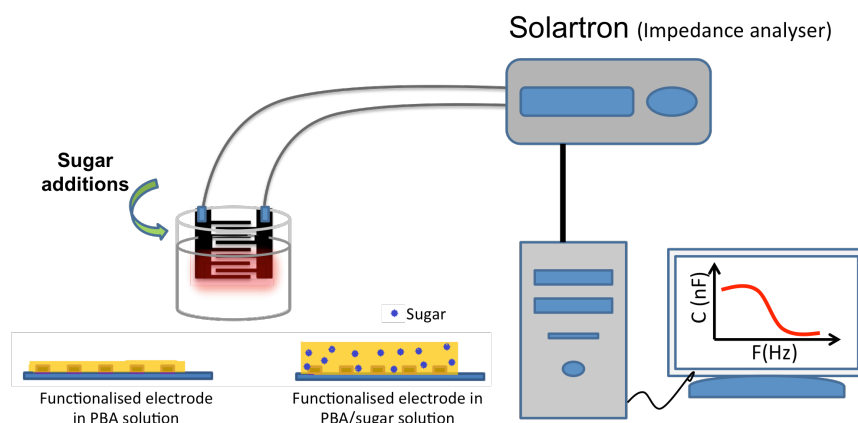 Solartron (Impedance analyser)
Sugar
additions
Sugar
C (nF)
F(Hz)
Functionalised electrode
in PBA solution
Functionalised electrode in
PBA/sugar solution